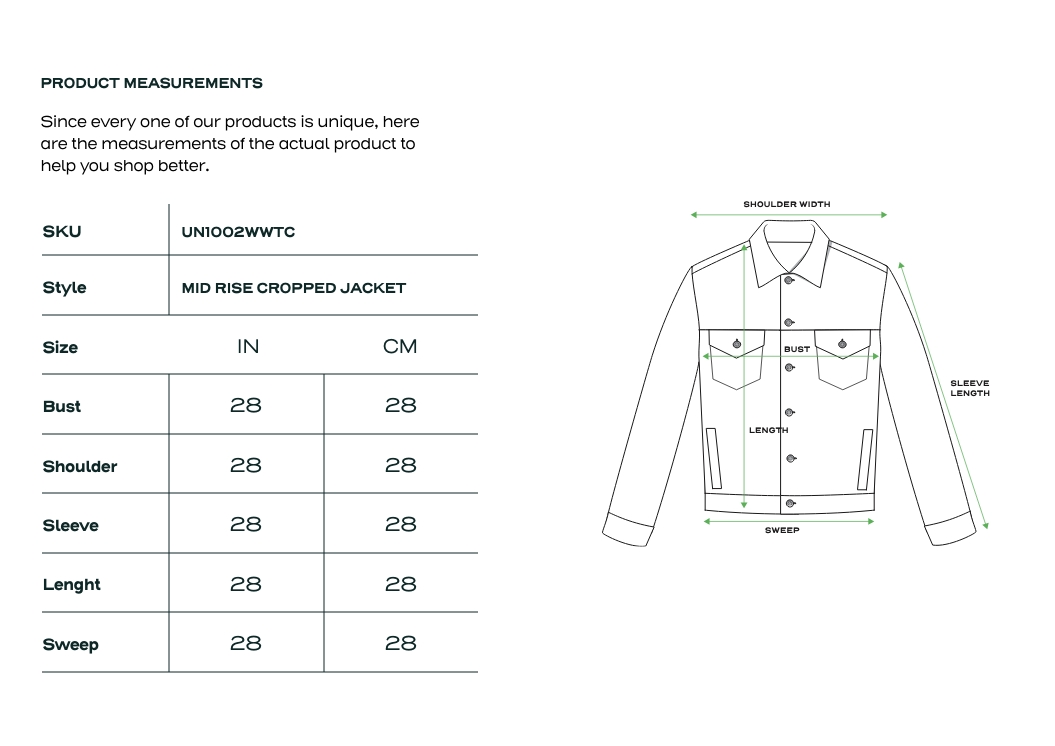 PRODUCT MEASUREMENTS
Since every one of our products is unique, here
are the measurements of the actual product to
help you shop better.
SKU UN1002WWTC
Style MID RISE CROPPED JACKET
Size IN CM
Bust 28 28
Shoulder 28 28
Sleeve 28 28
Lenght 28 28
Sweep 28 28
SHOULDER WIDTH
BUST
SLEEVE
LENGTH
LENGTH
SWEEP